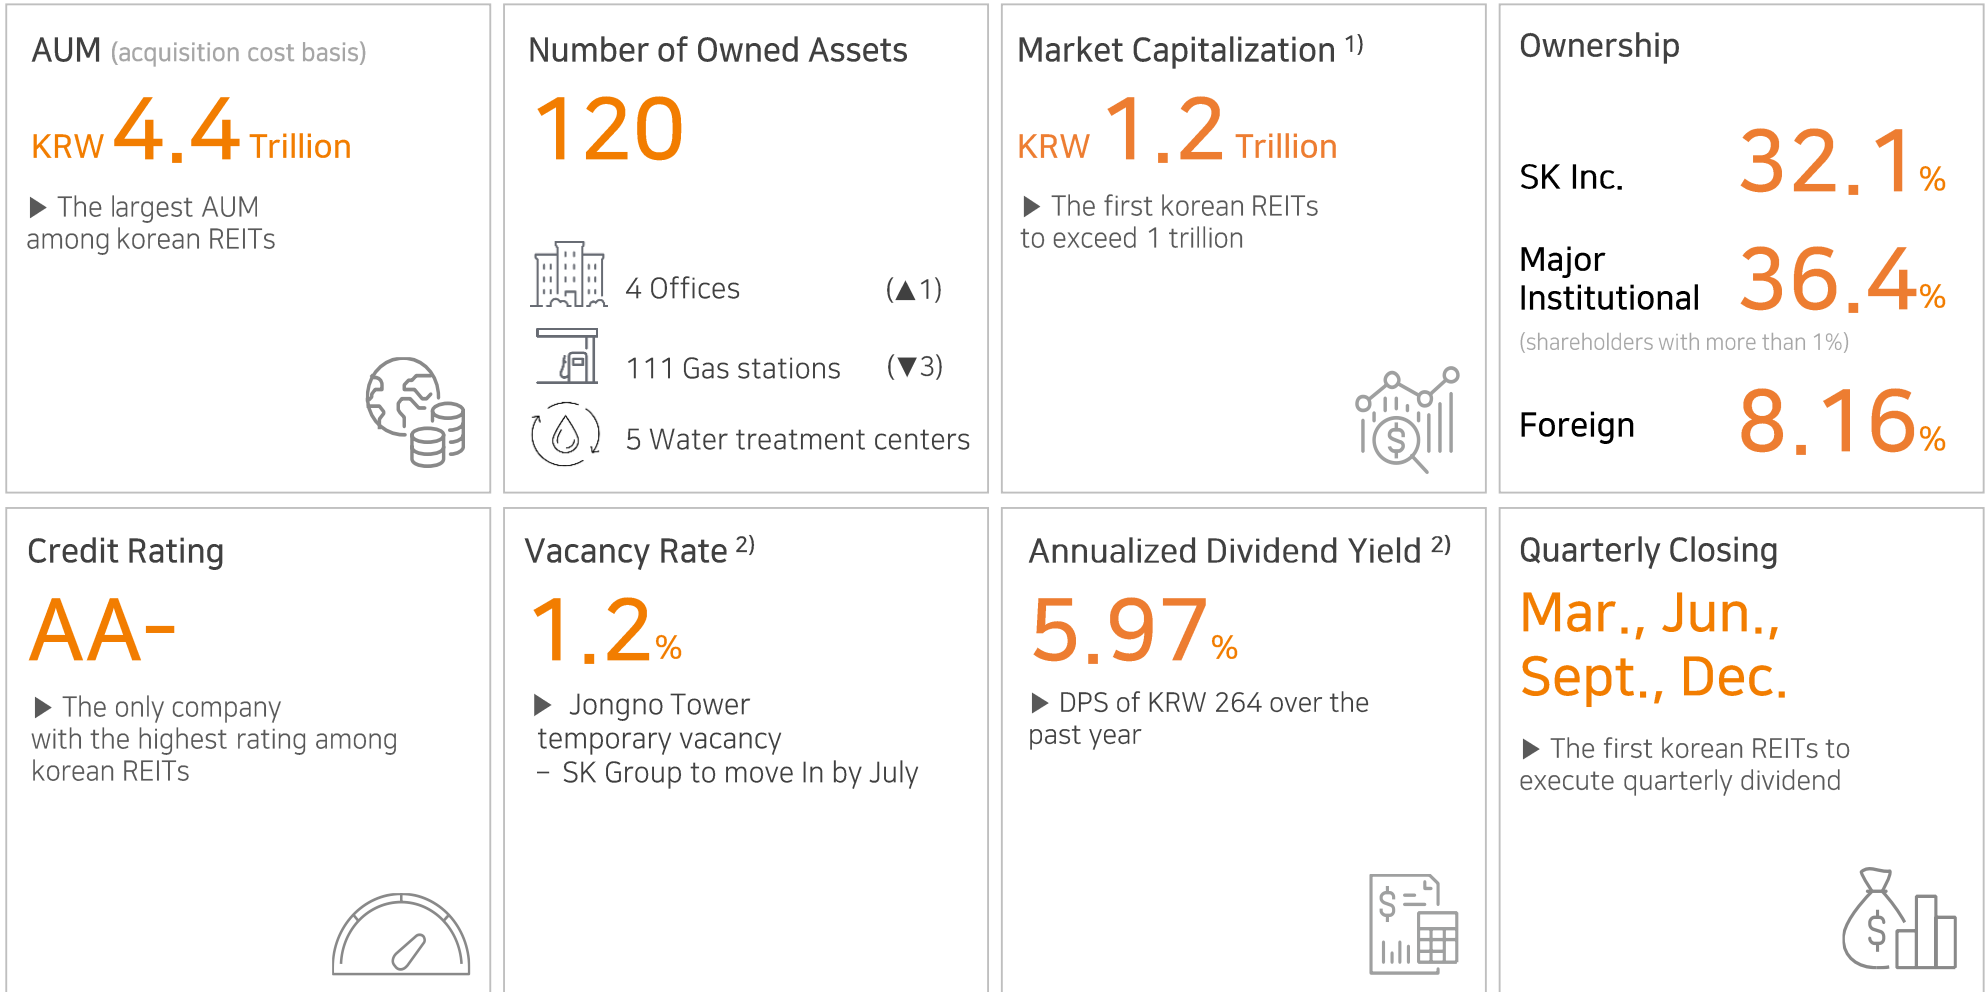 AUM (acquisition cost basis)
KRW 4.4 Trillion
▶ The largest AUM
among korean REITs
Number of Owned Assets
120
4 Offices (▲1)
111 Gas stations (▼3)
5 Water treatment centers
Market Capitalization 1)
KRW 1.2 Trillion
▶ The first korean REITs
to exceed 1 trillion
$
Ownership
SK Inc. 32.1%
Major
Institutional 36.4%
(shareholders with more than 1%)
Foreign 8.16%
Credit Rating
AA-
▶ The only company
with the highest rating among
korean REITs
Vacancy Rate 2)
1.2%
▶ Jongno Tower
temporary vacancy
- SK Group to move In by July
Annualized Dividend Yield 2)
5.97%
▶ DPS of KRW 264 over the
past year
$
Quarterly Closing
Mar., Jun.,
Sept., Dec.
▶ The first korean REITs to
execute quarterly dividend
$